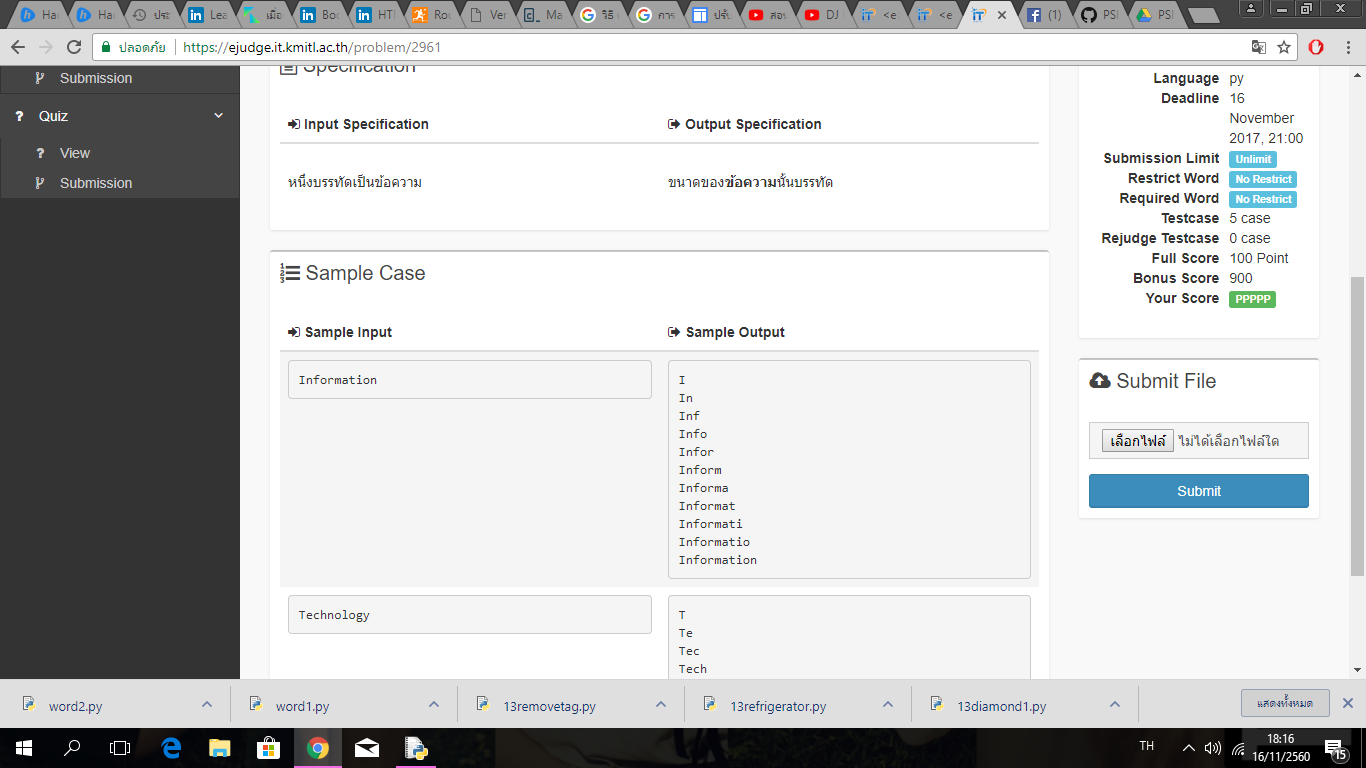 Ha
Ha
ประ
Lea
เมื่อ
Boo
HTI
Rou
Ver
Ma
วิธี
การ
ปรับ
สอน
DJ
<e
<e
(1)
PSI
PSI
ปลอดภัย
https://ejudge.it.kmitl.ac.th/problem/2961
Submission
Quiz
View
Submission
Specification
Input Specification
Output Specification
หนึ่งบรรทัดเป็นข้อความ
ขนาดของข้อความนั้นบรรทัด
Sample Case
Sample Input
Sample Output
Information
I
In
Inf
Info
Infor
Inform
Informa
Informat
Informati
Informatio
Information
Technology
T
Te
Tec
Tech
Language py
Deadline 16
November
2017, 21:00
Submission Limit Unlimit
Restrict Word No Restrict
Required Word No Restrict
Testcase 5 case
Rejudge Testcase 0 case
Full Score 100 Point
Bonus Score 900
Your Score PPPPP
Submit File
เลือกไฟล์ ไม่ได้เลือกไฟล์ใด
Submit
word2.py
word1.py
13removetag.py
13refrigerator.py
13diamond1.py
แสดงทั้งหมด
TH
18:16
16/11/2560
15